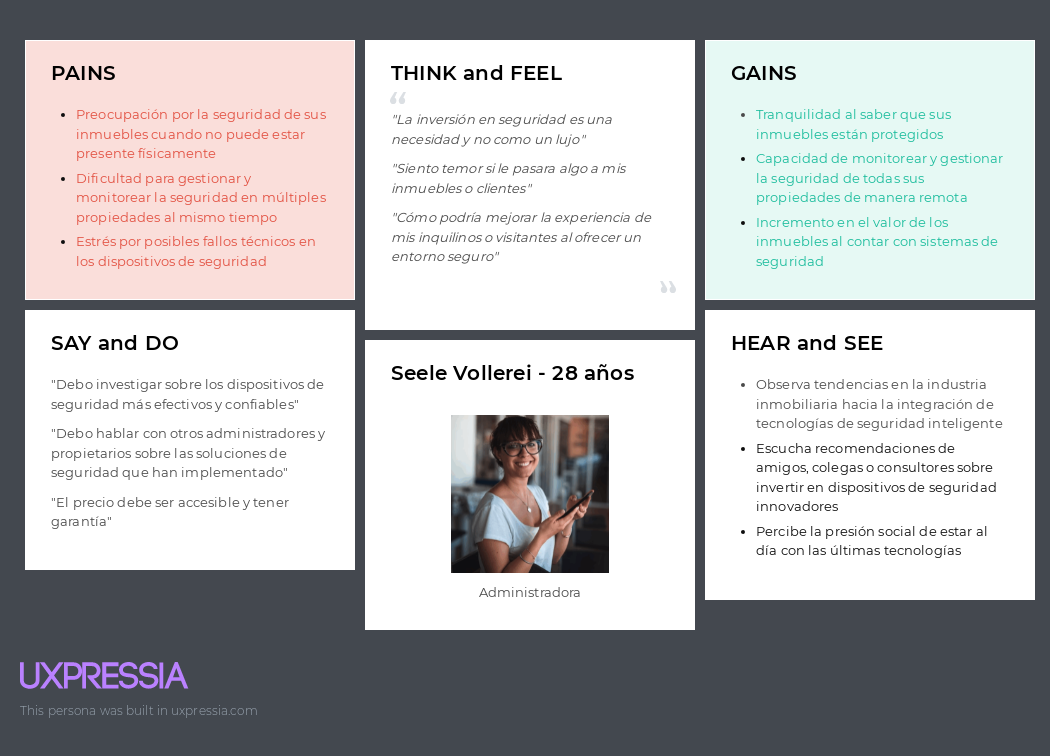 PAINS
Preocupación por la seguridad de sus
inmuebles cuando no puede estar
presente físicamente
Dificultad para gestionar y
monitorear la seguridad en múltiples
propiedades al mismo tiempo
Estrés por posibles fallos técnicos en
los dispositivos de seguridad
THINK and FEEL
"La inversión en seguridad es una
necesidad y no como un lujo"
"Siento temor si le pasara algo a mis
inmuebles o clientes"
"Cómo podría mejorar la experiencia de
mis inquilinos o visitantes al ofrecer un
entorno seguro"
GAINS
Tranquilidad al saber que sus
inmuebles están protegidos
Capacidad de monitorear y gestionar
la seguridad de todas sus
propiedades de manera remota
Incremento en el valor de los
inmuebles al contar con sistemas de
seguridad
SAY and DO
"Debo investigar sobre los dispositivos de
seguridad más efectivos y confiables"
"Debo hablar con otros administradores y
propietarios sobre las soluciones de
seguridad que han implementado"
"El precio debe ser accesible y tener
garantía"
Seele Vollerei - 28 años
Administradora
HEAR and SEE
Observa tendencias en la industria
inmobiliaria hacia la integración de
tecnologías de seguridad inteligente
Escucha recomendaciones de
amigos, colegas o consultores sobre
invertir en dispositivos de seguridad
innovadores
Percibe la presión social de estar al
día con las últimas tecnologías
UXPRESSIA
This persona was built in uxpressia.com